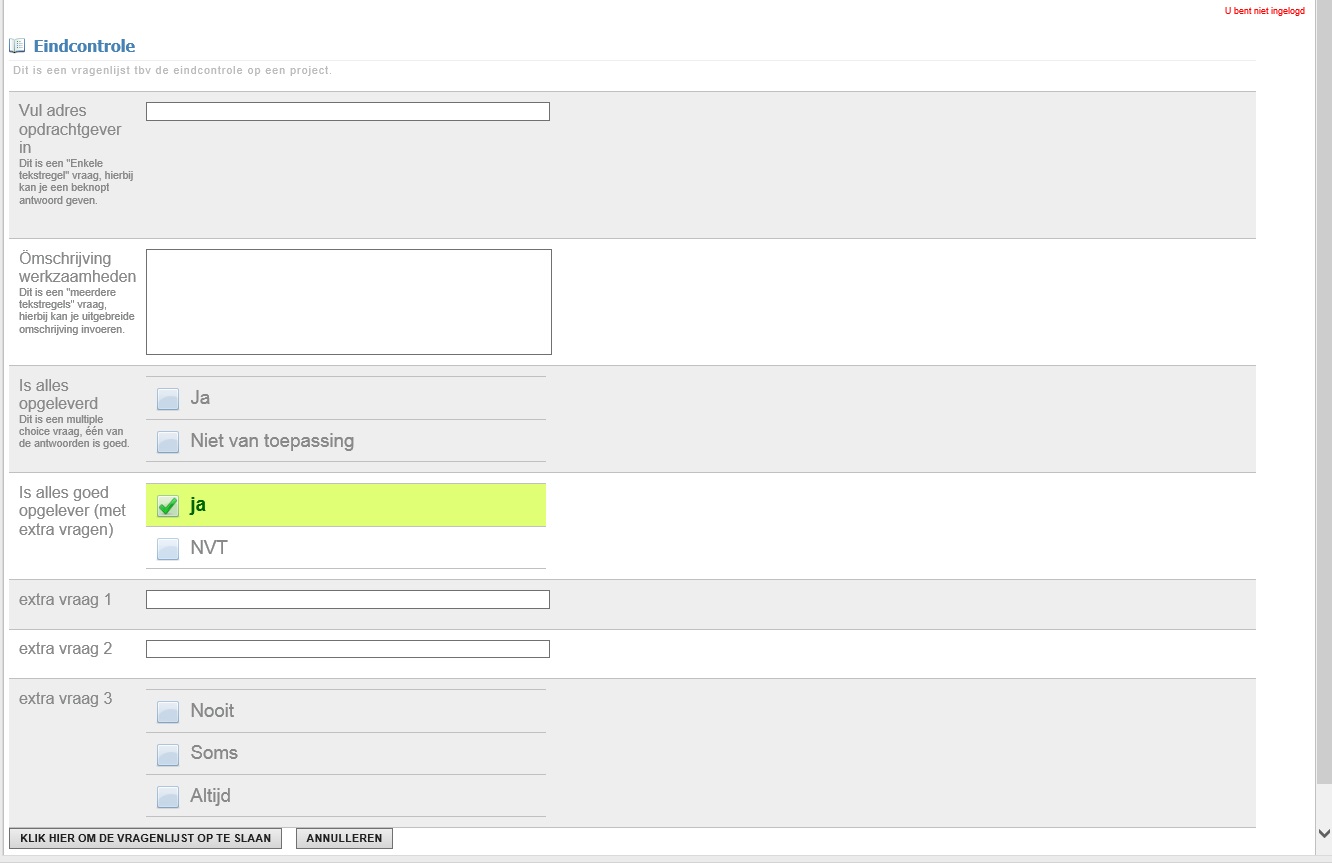 U bent niet ingelogd
Eindcontrole
Dit is een vragenlijst tbv de eindcontrole op een project.
Vul adres
opdrachtgever
in
Dit is een "Enkele
tekstregel" vraag, hierbij
kan je een beknopt
antwoord geven.
Ömschrijving
werkzaamheden
Dit is een "meerdere
tekstregels" vraag,
hierbij kan je uitgebreide
omschrijving invoeren.
Is alles
opgeleverd
Dit is een multiple
choice vraag, één van
de antwoorden is goed.
Ja
Niet van toepassing
Is alles goed
opgelever (met
extra vragen)
ja
NVT
extra vraag 1
extra vraag 2
extra vraag 3
Nooit
Soms
Altijd
KLIK HIER OM DE VRAGENLIJST OP TE SLAAN ANNULLEREN